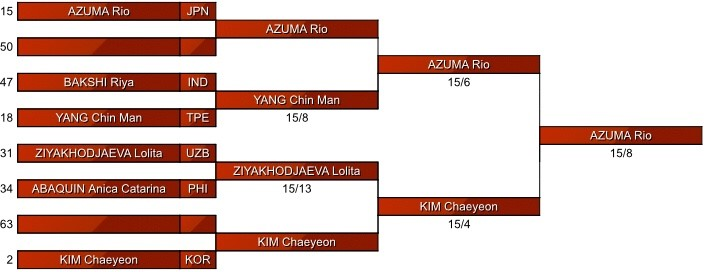 15 AZUMA Rio JPN
AZUMA Rio
50
AZUMA Rio
15/6
47 BAKSHI Riya IND
YANG Chin Man
15/8
18 YANG Chin Man TPE
AZUMA Rio
15/8
31 ZIYAKHODJAEVA Lolita UZB
ZIYAKHODJAEVA Lolita
15/13
34 ABAQUIN Anica Catarina PHI
KIM Chaeyeon
15/4
63
KIM Chaeyeon
2 KIM Chaeyeon KOR